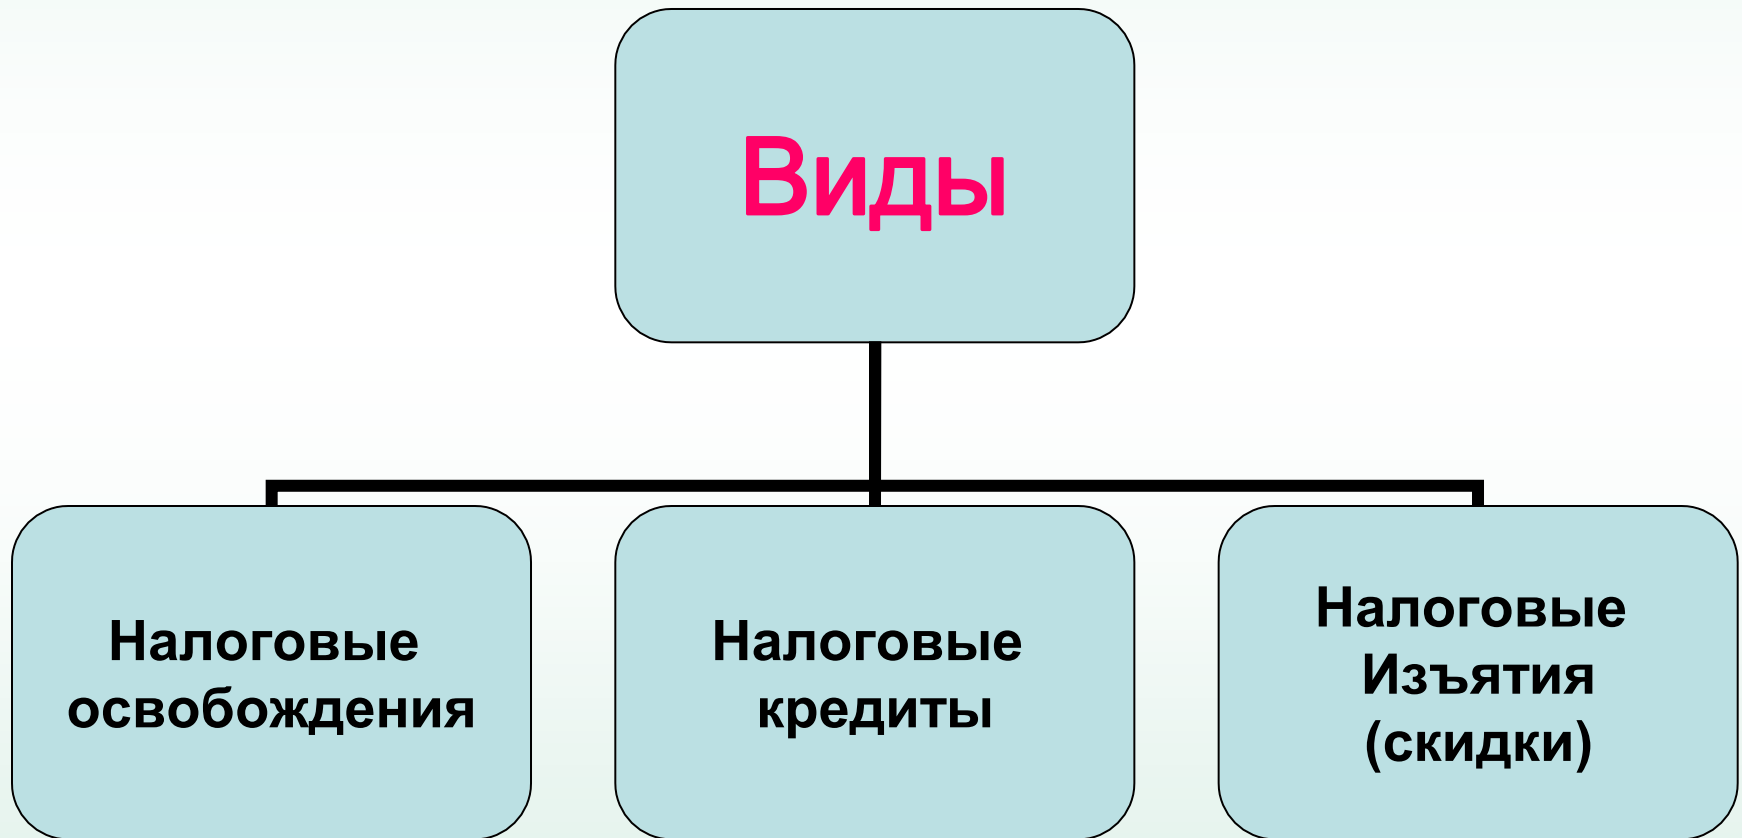 Виды
Налоговые
освобождения
Налоговые
кредиты
Налоговые
Изъятия
(скидки)